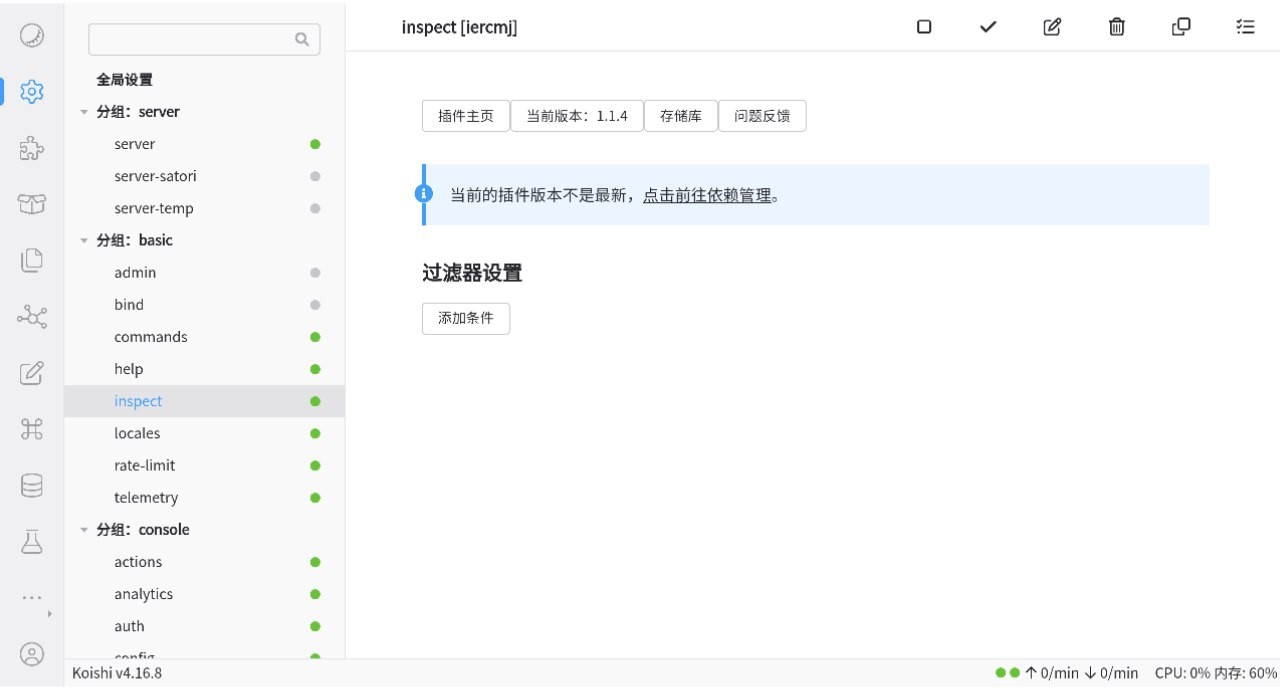 inspect [iercmj]
全局设置
分组：server
server
server-satori
server-temp
分组：basic
admin
bind
commands
help
inspect
locales
rate-limit
telemetry
分组：console
actions
analytics
auth
config
插件主页 当前版本：1.1.4 存储库 问题反馈
当前的插件版本不是最新，点击前往依赖管理。
过滤器设置
添加条件
Koishi v4.16.8
↑ 0/min ↓ 0/min CPU: 0% 内存: 60%